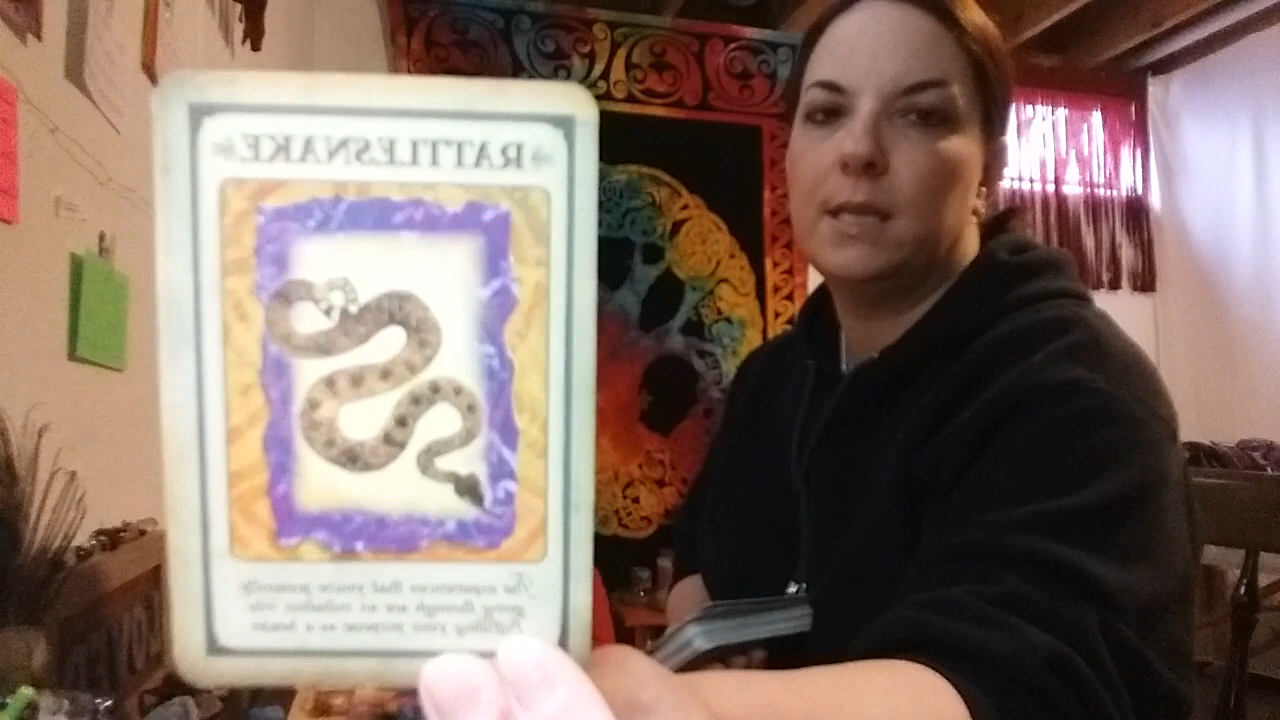 RATTLESNAKE
The experiences that you're presently
going through are an initiation into
fulfilling your purpose as a healer.